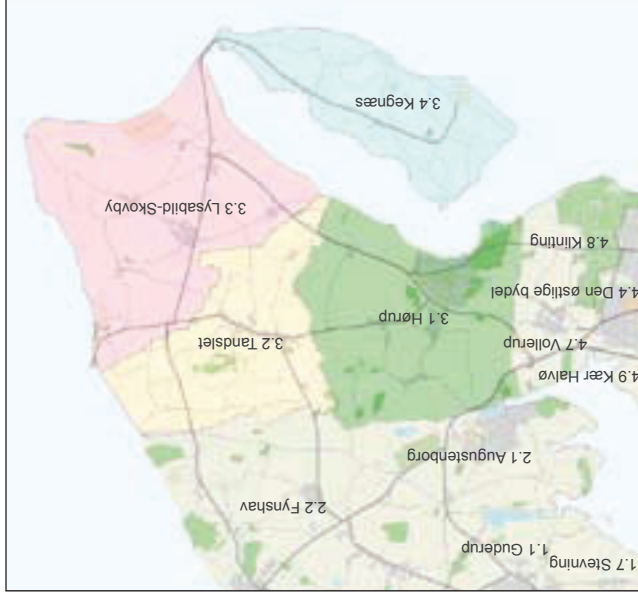 1.7 Stevning
1.1 Guderup
2.2 Fynshav
2.1 Augustenborg
4.9 Kær Halvø
4.7 Vollerup
3.2 Tandslet
3.1 Hørup
4.4 Den østlige bydel
4.8 Klinting
3.3 Lysabild-Skovby
3.4 Kegnæs